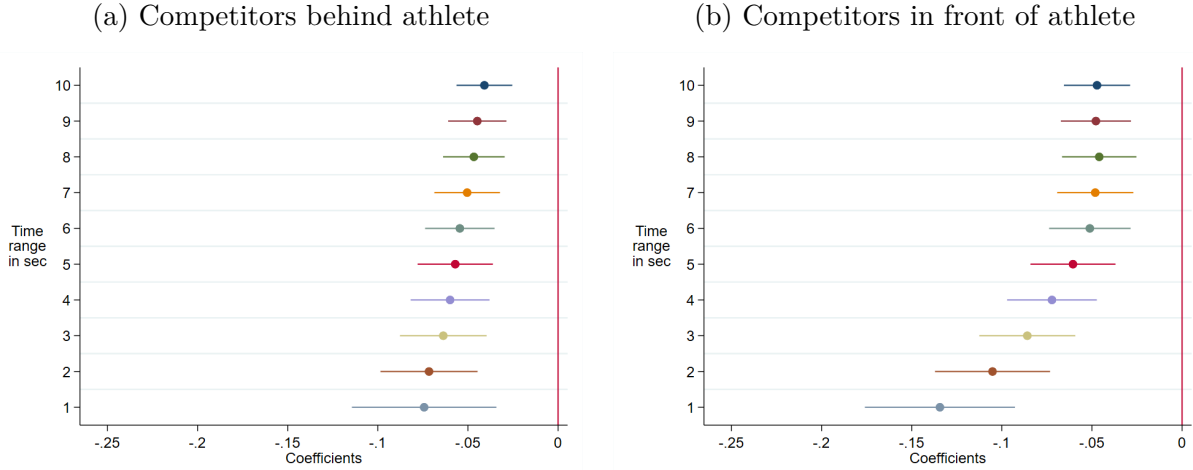 (a) Competitors behind athlete
10
9
8
7
6
5
4
3
2
1
Time
range
in sec
-.25 -.2 -.15 -.1 -.05 0
Coefficients
(b) Competitors in front of athlete
10
9
8
7
6
5
4
3
2
1
Time
range
in sec
-.25 -.2 -.15 -.1 -.05 0
Coefficients